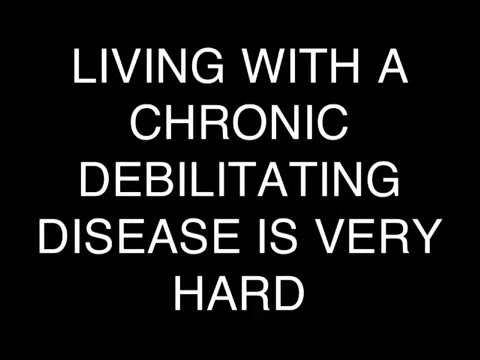 LIVING WITH A
CHRONIC
DEBILITATING
DISEASE IS VERY
HARD